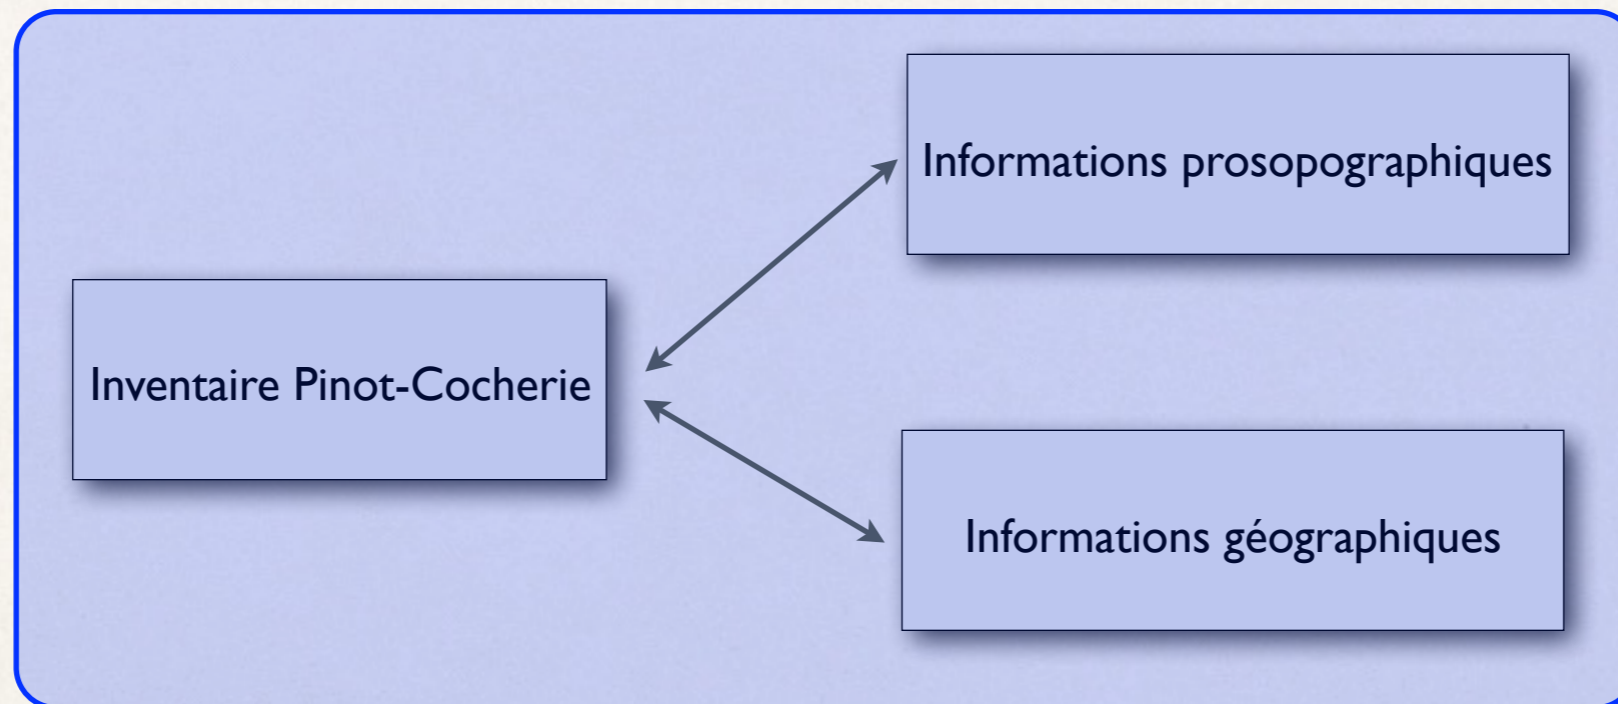 Informations prosopographiques
Inventaire Pinot-Cocherie
Informations géographiques